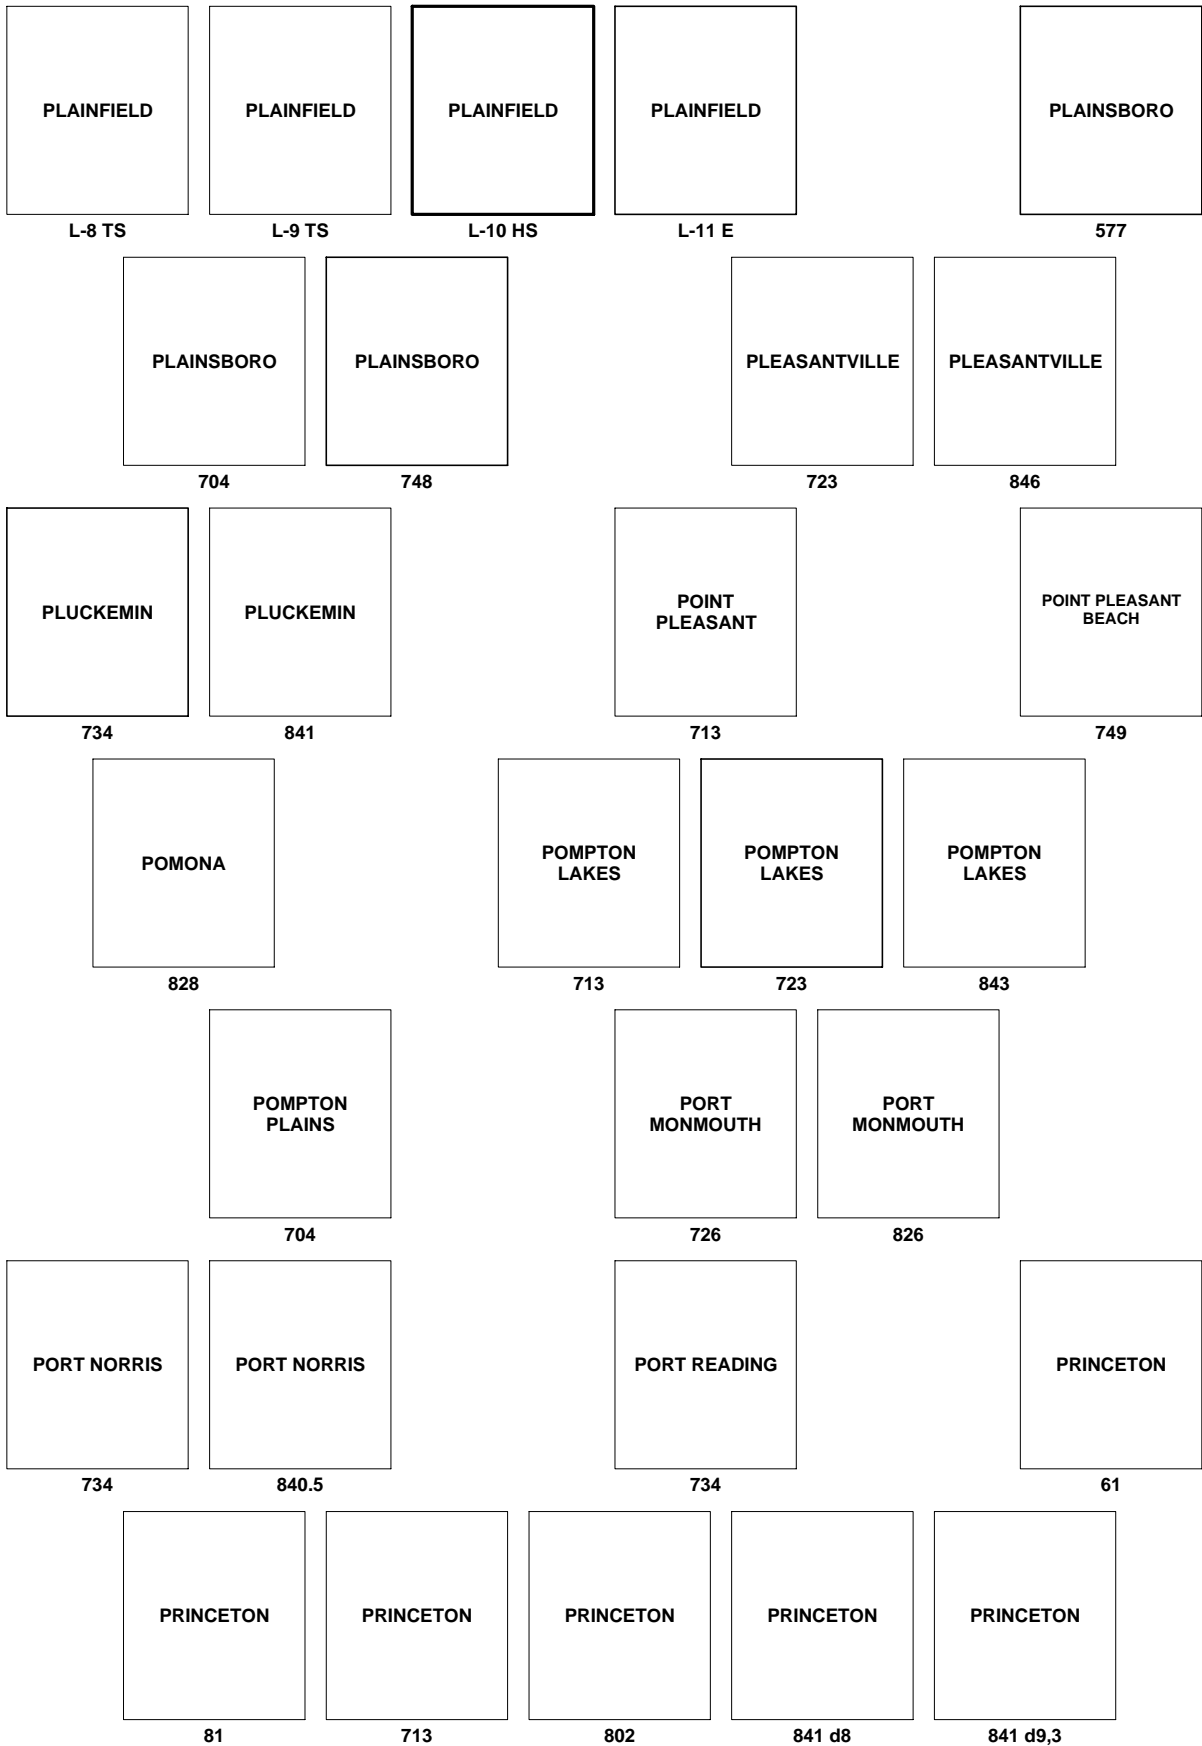 PLAINFIELD PLAINFIELD PLAINFIELD PLAINFIELD PLAINSBORO
L-8 TS L-9 TS L-10 HS L-11 E 577
PLAINSBORO PLAINSBORO PLEASANTVILLE PLEASANTVILLE
704 748 723 846
PLUCKEMIN PLUCKEMIN POINT PLEASANT POINT PLEASANT BEACH
734 841 713 749
POMONA POMPTON LAKES POMPTON LAKES POMPTON LAKES
828 713 723 843
POMPTON PLAINS PORT MONMOUTH PORT MONMOUTH
704 726 826
PORT NORRIS PORT NORRIS PORT READING PRINCETON
734 840.5 734 61
PRINCETON PRINCETON PRINCETON PRINCETON PRINCETON
81 713 802 841 d8 841 d9,3